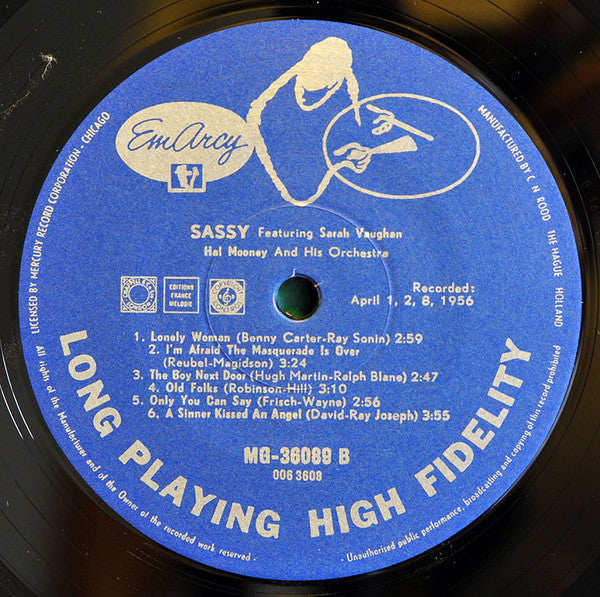 EmArcy
SASSY Featuring Sarah Vaughan
Hal Mooney And His Orchestra
EDITIONS
FRANCE
MELODIE
Recorded:
April 1, 2, 8, 1956
1. Lonely Woman (Benny Carter-Ray Sonin) 2:59
2. I'm Afraid The Masquerade Is Over
(Reubel-Magidson) 3:24
3. The Boy Next Door (Hugh Martin-Ralph Blane) 2:47
4. Old Folks (Robinson-Hill) 3:10
5. Only You Can Say (Frisch-Wayne) 2:56
6. A Sinner Kissed An Angel (David-Ray Joseph) 3:55
MG-36089 B
006 3608
LONG PLAYING HIGH FIDELITY
LICENSED BY MERCURY RECORD CORPORATION - CHICAGO
MANUFACTURED BY C N ROOD THE HAGUE HOLLAND
All rights of the Manufacturer and of the Owner of the recorded work reserved -
- Unauthorised public performance, broadcasting and copying of this record prohibited